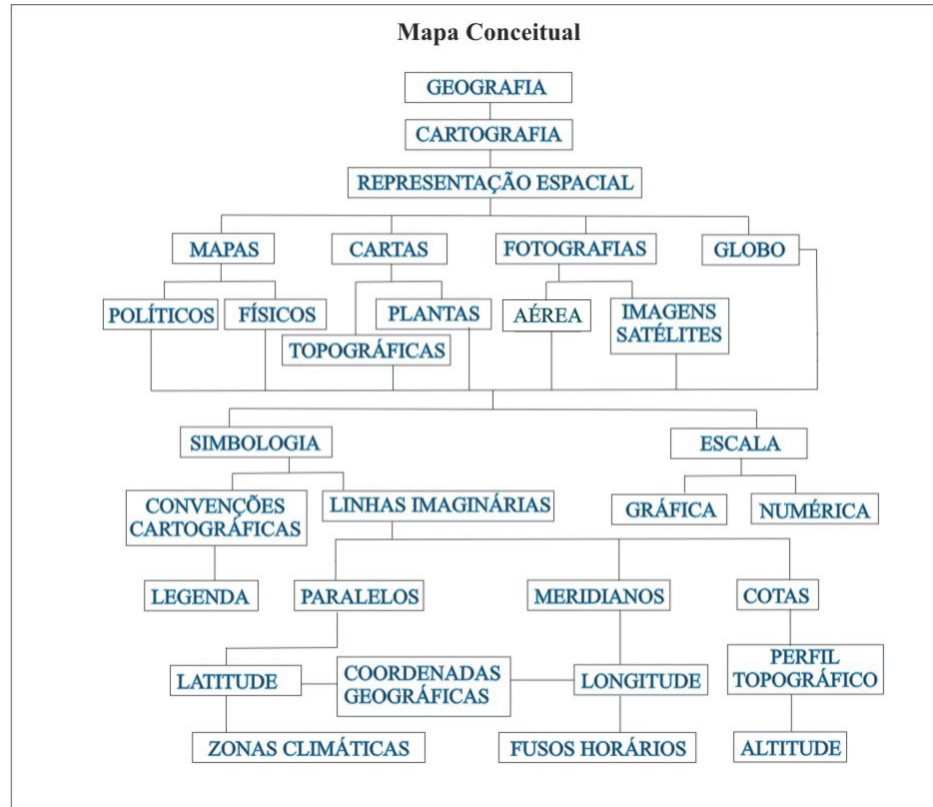 Mapa Conceitual
GEOGRAFIA
CARTOGRAFIA
REPRESENTAÇÃO ESPACIAL
MAPAS
CARTAS
FOTOGRAFIAS
GLOBO
POLÍTICOS
FÍSICOS
PLANTAS
AÉREA
IMAGENS
SATÉLITES
TOPOGRÁFICAS
SIMBOLOGIA
ESCALA
CONVENÇÕES
CARTOGRÁFICAS
LINHAS IMAGINÁRIAS
GRÁFICA
NUMÉRICA
LEGENDA
PARALELOS
MERIDIANOS
COTAS
LATITUDE
COORDENADAS
GEOGRÁFICAS
LONGITUDE
PERFIL
TOPOGRÁFICO
ZONAS CLIMÁTICAS
FUSOS HORÁRIOS
ALTITUDE